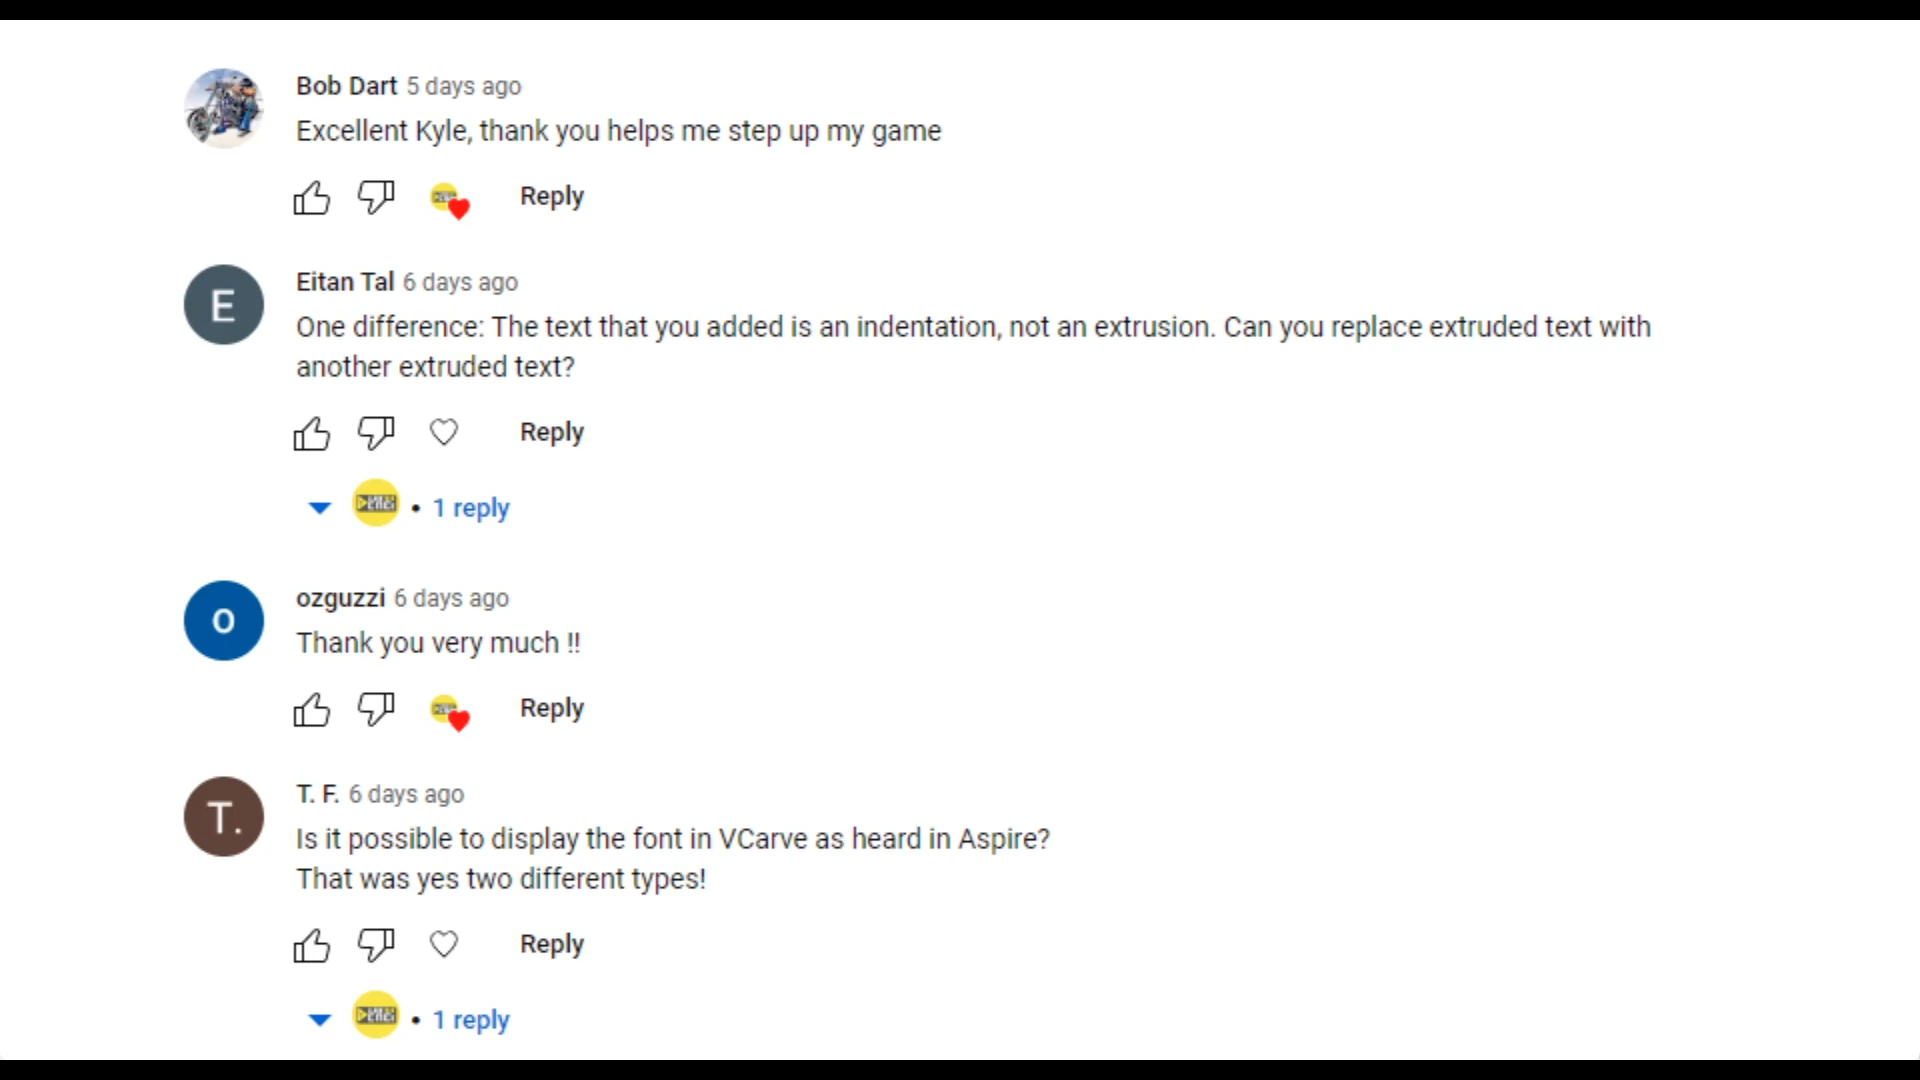 Bob Dart 5 days ago
Excellent Kyle, thank you helps me step up my game
Reply
E
Eitan Tal 6 days ago
One difference: The text that you added is an indentation, not an extrusion. Can you replace extruded text with
another extruded text?
Reply
• 1 reply
o
ozguzzi 6 days ago
Thank you very much !!
Reply
T.
T. F. 6 days ago
Is it possible to display the font in VCarve as heard in Aspire?
That was yes two different types!
Reply
• 1 reply